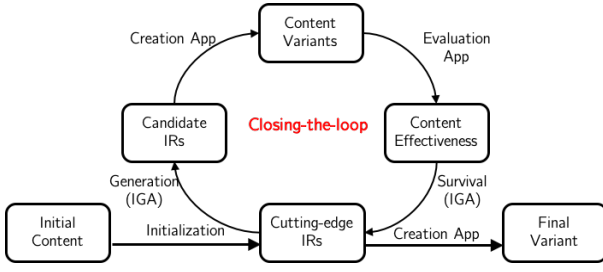 Content
Variants
Creation App
Evaluation
App
Candidate
IRs
Closing-the-loop
Content
Effectiveness
Generation
(IGA)
Survival
(IGA)
Initial
Content
Initialization
Cutting-edge
IRs
Creation App
Final
Variant